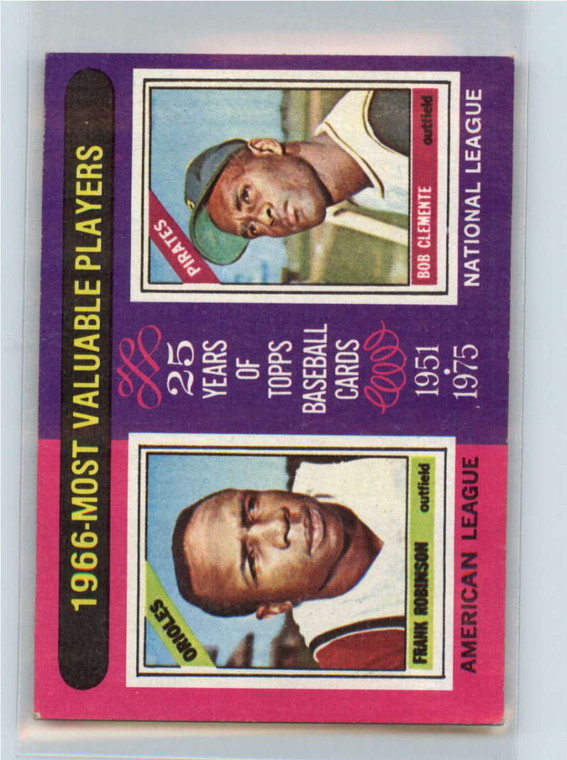 1966-MOST VALUABLE PLAYERS
ORIOLES
FRANK ROBINSON outfield
AMERICAN LEAGUE
25
YEARS
OF
TOPPS
BASEBALL
CARDS
1951
•
1975
PIRATES
BOB CLEMENTE outfield
NATIONAL LEAGUE